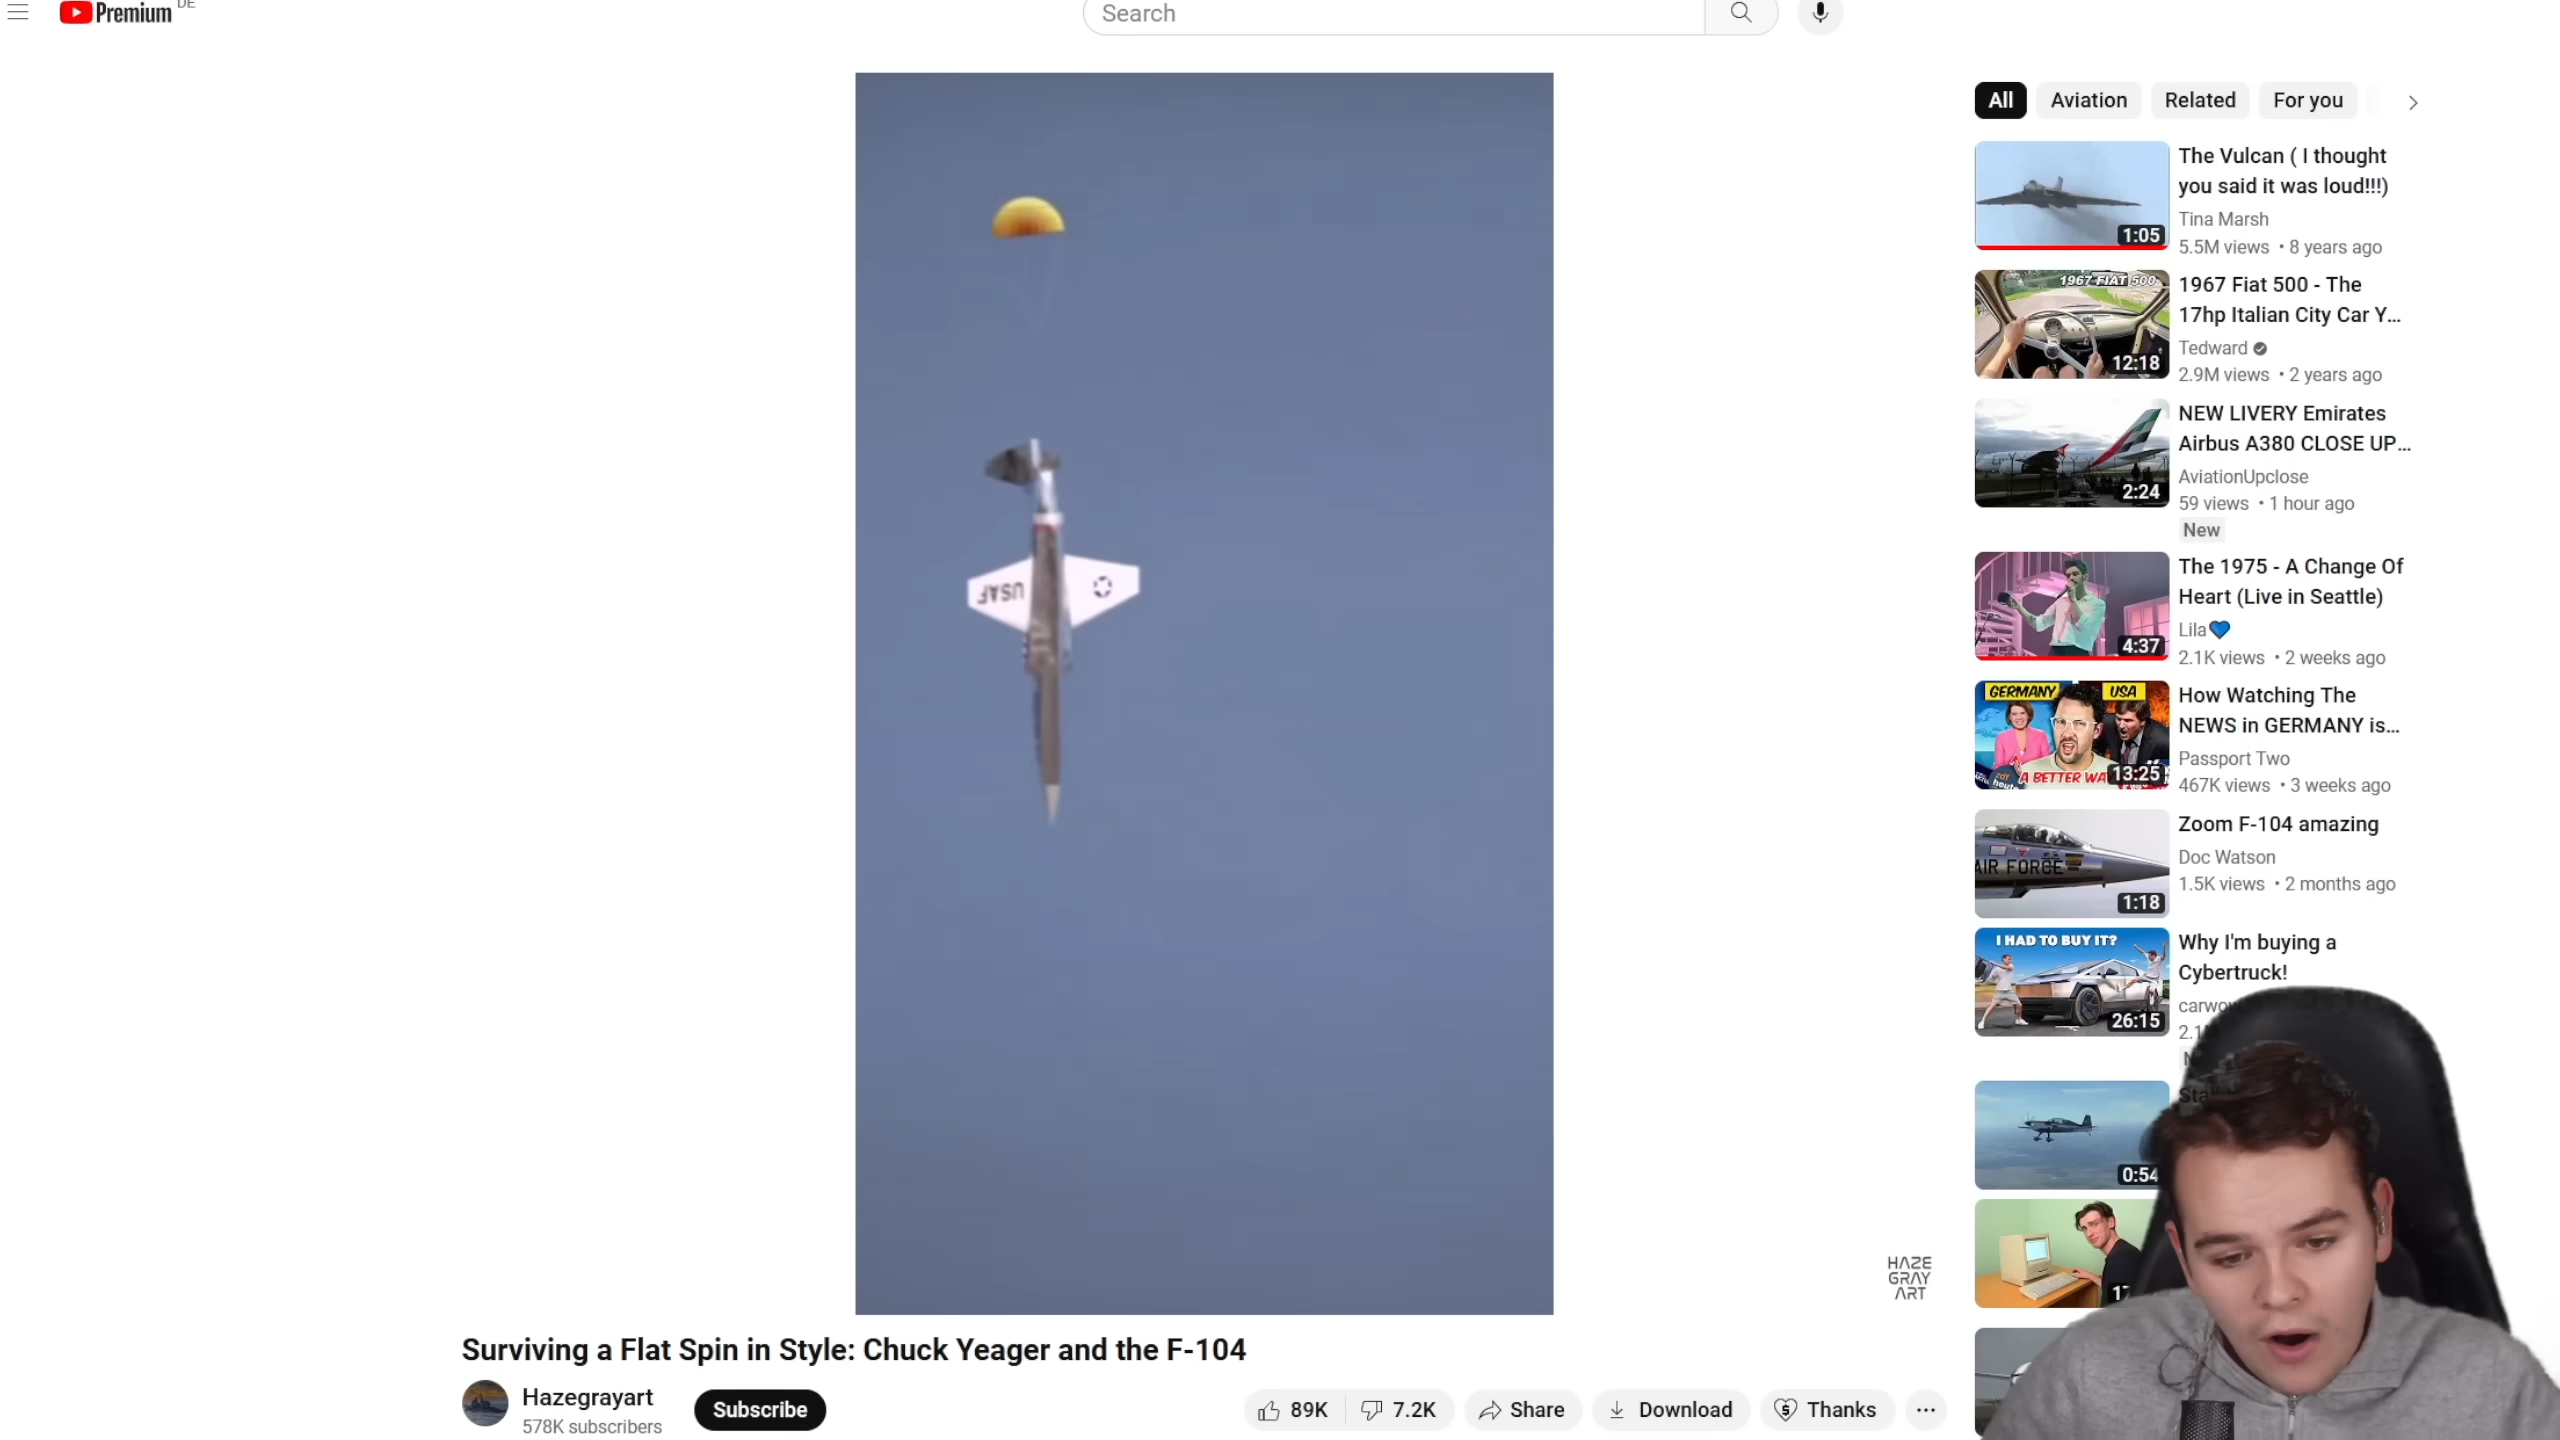 Premium DE
Search
USAF
HAZE
GRAY
ART
Surviving a Flat Spin in Style: Chuck Yeager and the F-104
Hazegrayart
578K subscribers
Subscribe
89K
7.2K
Share
Download
Thanks
All
Aviation
Related
For you
1:05
The Vulcan ( I thought
you said it was loud!!!)
Tina Marsh
5.5M views • 8 years ago
1967 FIAT 500
12:18
1967 Fiat 500 - The
17hp Italian City Car Y...
Tedward
2.9M views • 2 years ago
2:24
NEW LIVERY Emirates
Airbus A380 CLOSE UP...
AviationUpclose
59 views • 1 hour ago
New
4:37
The 1975 - A Change Of
Heart (Live in Seattle)
Lila
2.1K views • 2 weeks ago
GERMANY
USA
A BETTER WA
13:25
How Watching The
NEWS in GERMANY is...
Passport Two
467K views • 3 weeks ago
AIR FORCE
1:18
Zoom F-104 amazing
Doc Watson
1.5K views • 2 months ago
I HAD TO BUY IT?
26:15
Why I'm buying a
Cybertruck!
carwo
2.1
N
Sta
0:54
17